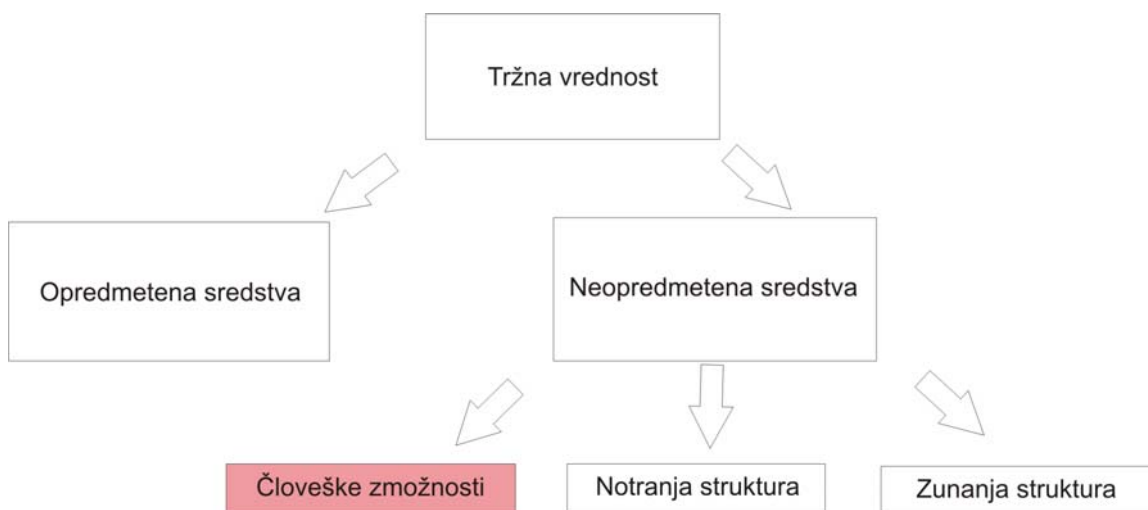 Tržna vrednost
Opredmetena sredstva
Neopredmetena sredstva
Človeške zmožnosti
Notranja struktura
Zunanja struktura